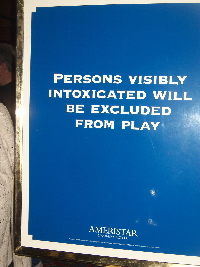 PERSONS VISIBLY
INTOXICATED WILL
BE EXCLUDED
FROM PLAY
AMERISTAR